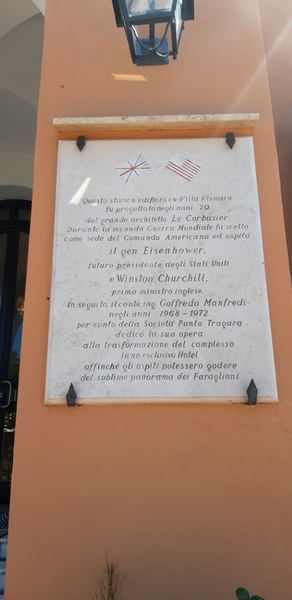 Questo storico edificio ex-Villa Vismara
fu progettato negli anni 20
dal grande architetto Le Corbusier.
Durante la seconda Guerra Mondiale fu scelto
come sede del Comando Americano ed ospitò
il gen. Eisenhower,
futuro presidente degli Stati Uniti
e Winston Churchill,
primo ministro inglese.
In seguito, il conte ing. Goffredo Manfredi
negli anni 1968-1972
per conto della Società Punta Tragara
dedicò la sua opera
alla trasformazione del complesso
in un esclusivo Hotel
affinchè gli ospiti potessero godere
del sublime panorama dei Faraglioni.